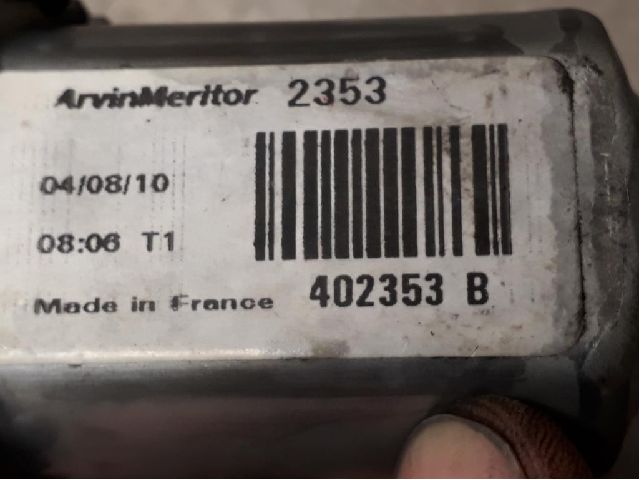 ArvinMeritor 2353
04/08/10
08:06 T1
Made in France 402353 B